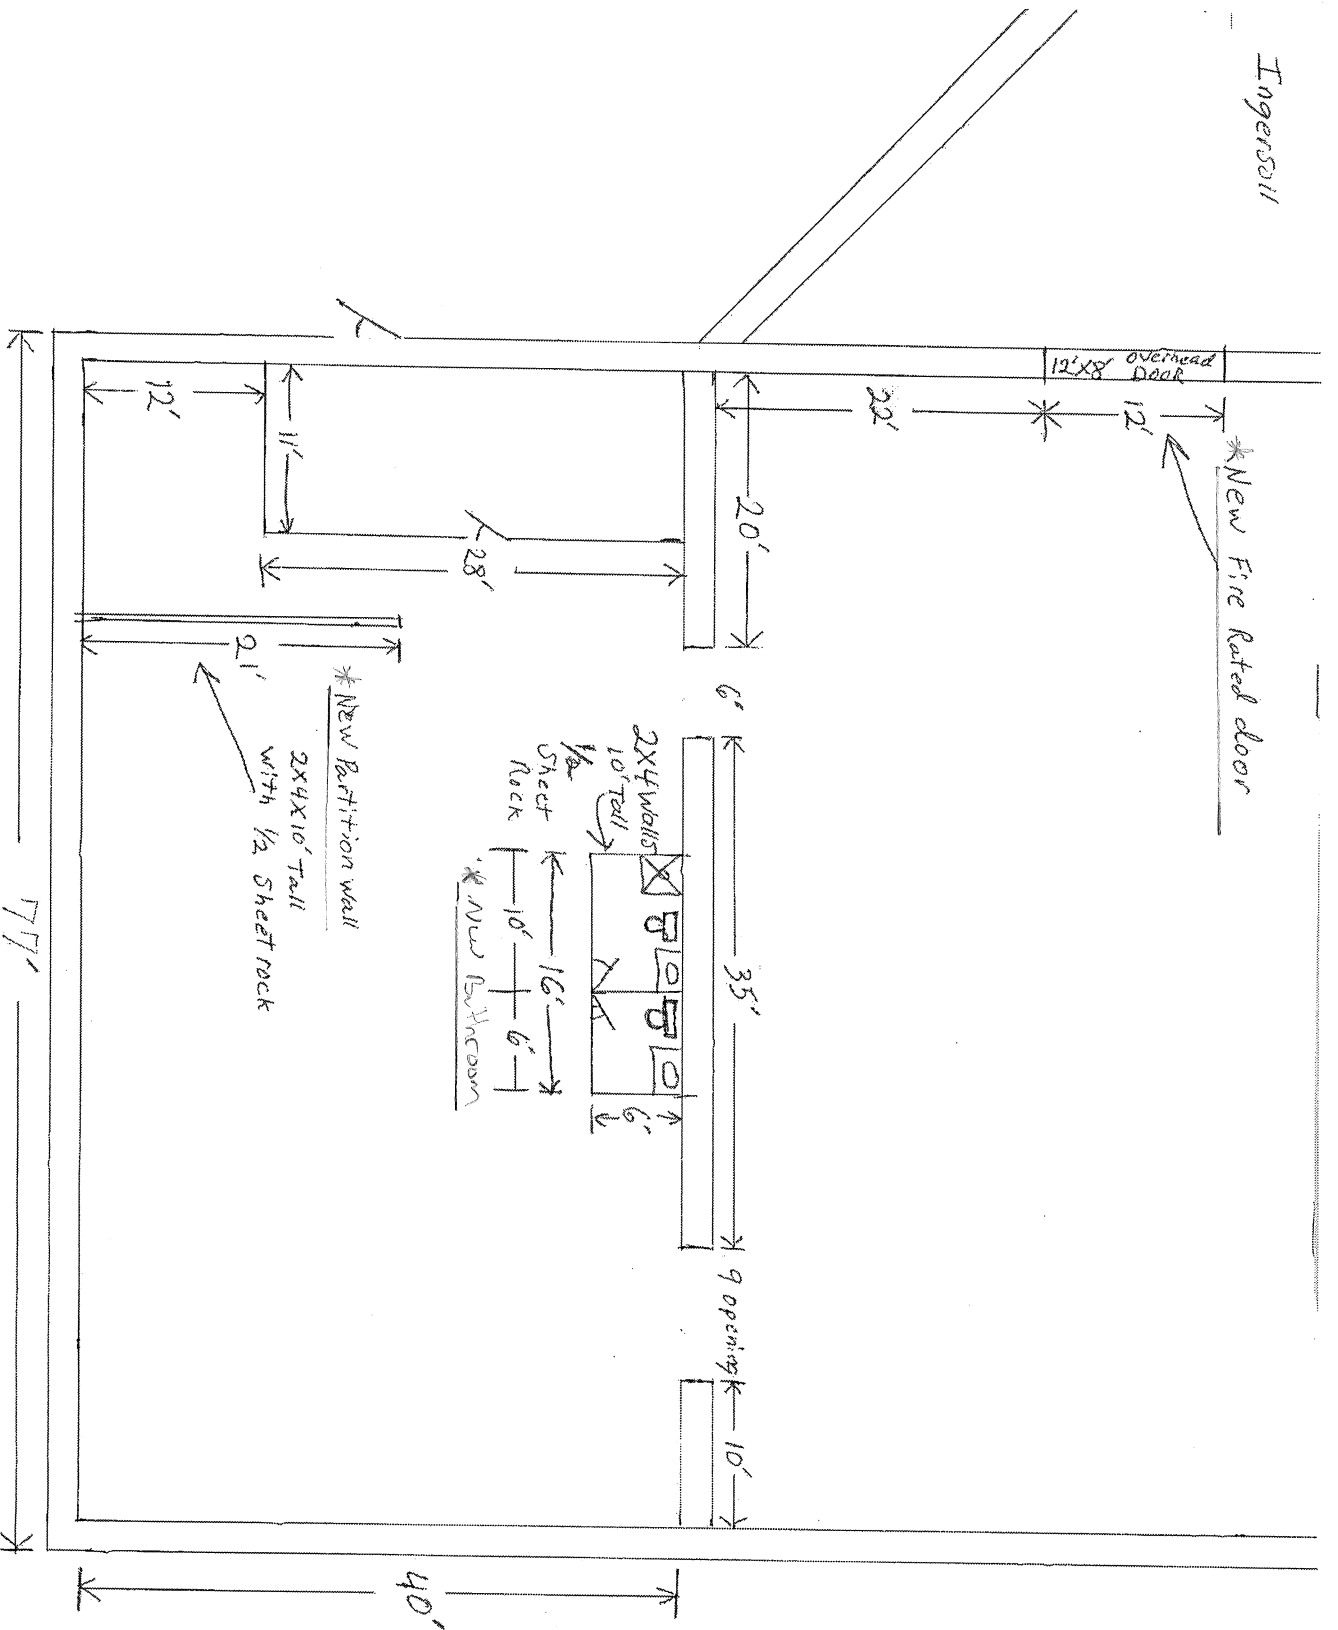 Ingersoll
12'X8' overhead
DOOR
12'
22'
*New Fire Rated door
20'
6'
35'
9 opening
10'
12'
11'
28'
21'
*New Partition wall
2X4X10' Tall
with 1/2 Sheetrock
2X4 Walls
10' Tall
1/2
Sheet
Rock
10'
6'
16'
6'
*New Bathroom
40'
77'